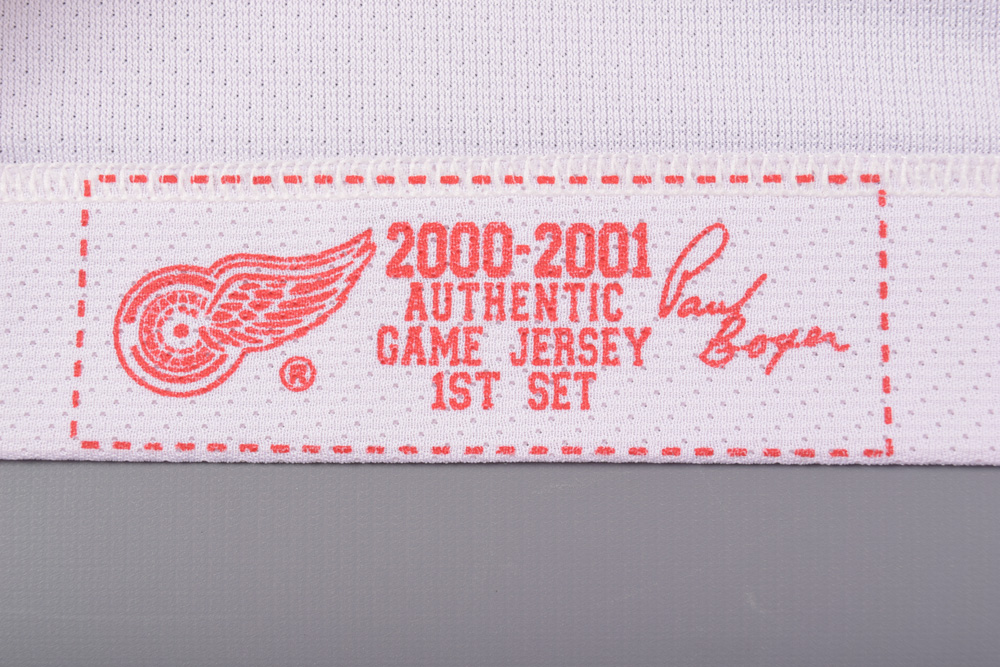 2000-2001
AUTHENTIC
GAME JERSEY
1ST SET
®
Paul
Boyer